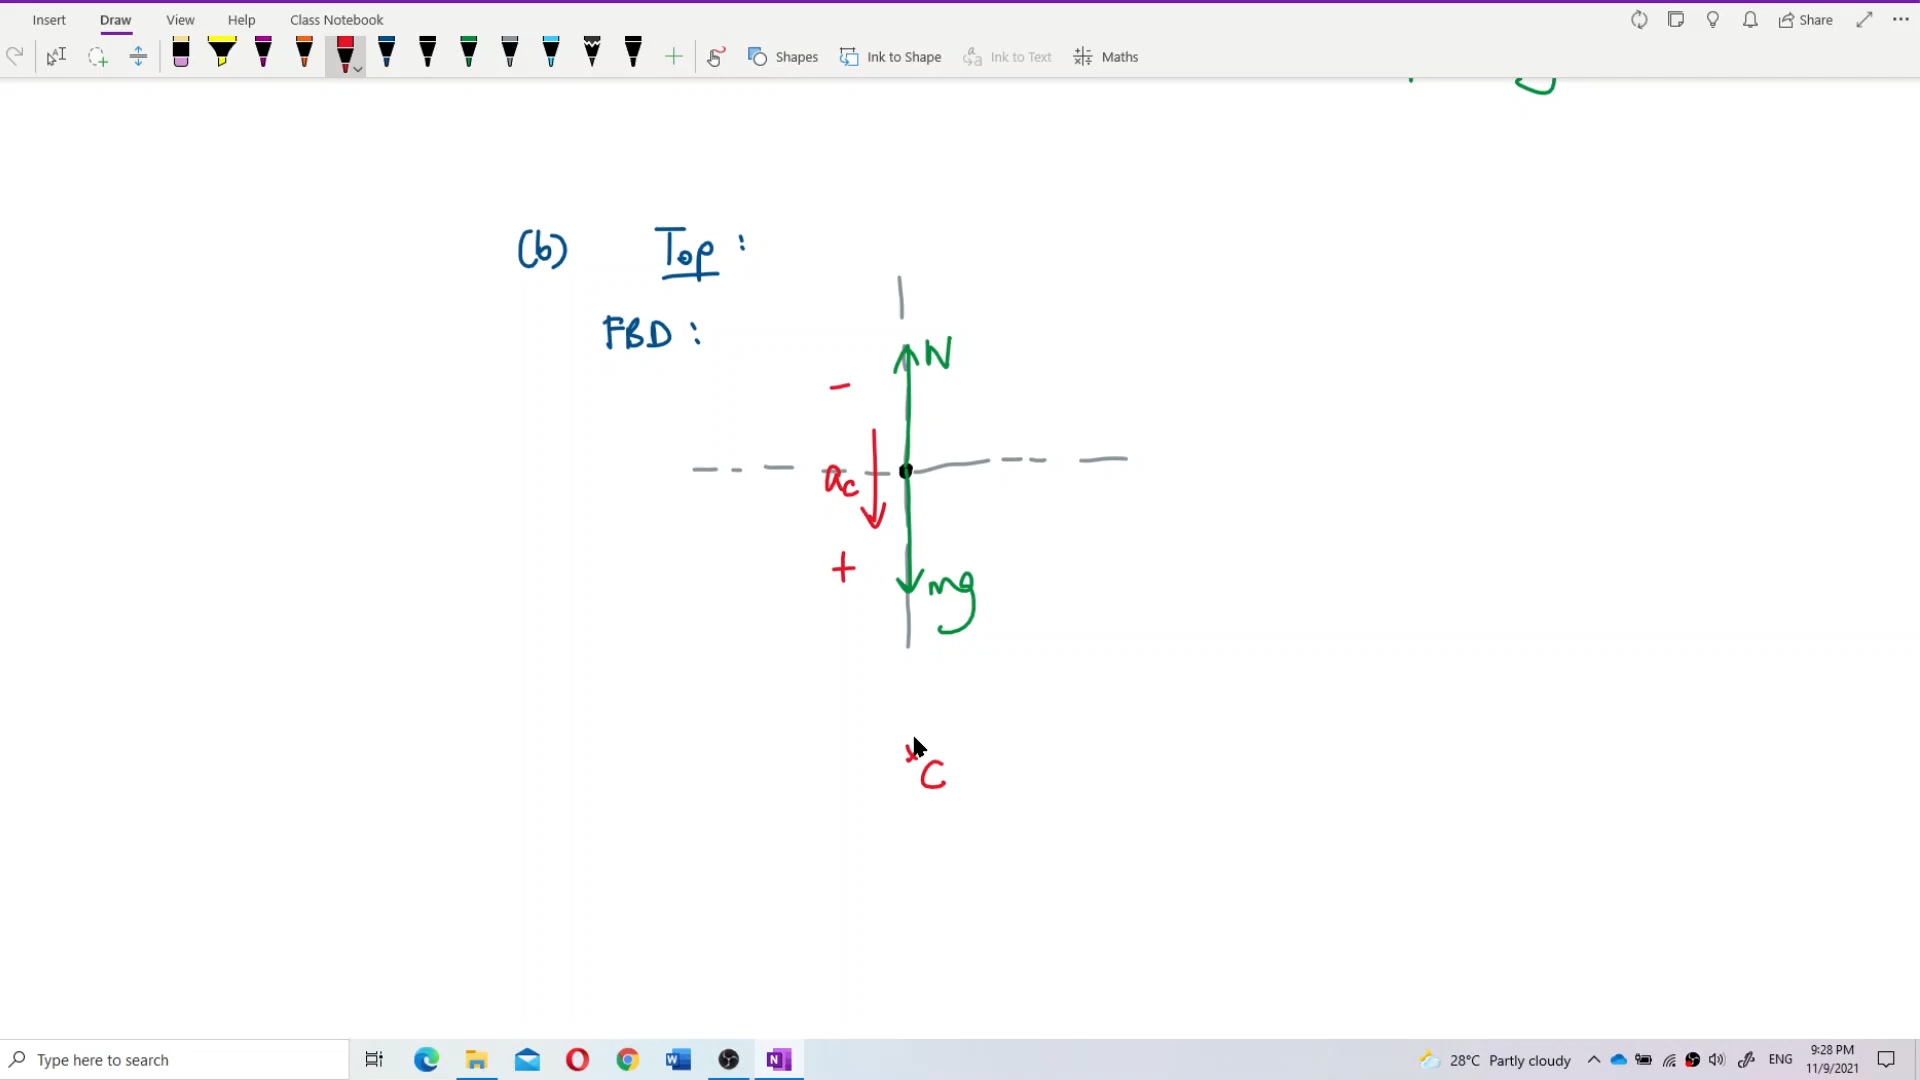 Insert Draw View Help Class Notebook Share
Shapes Ink to Shape Ink to Text Maths
(b) Top :
FBD :
N
-
ac
+
mg
C
Type here to search 28°C Partly cloudy ENG 9:28 PM
11/9/2021